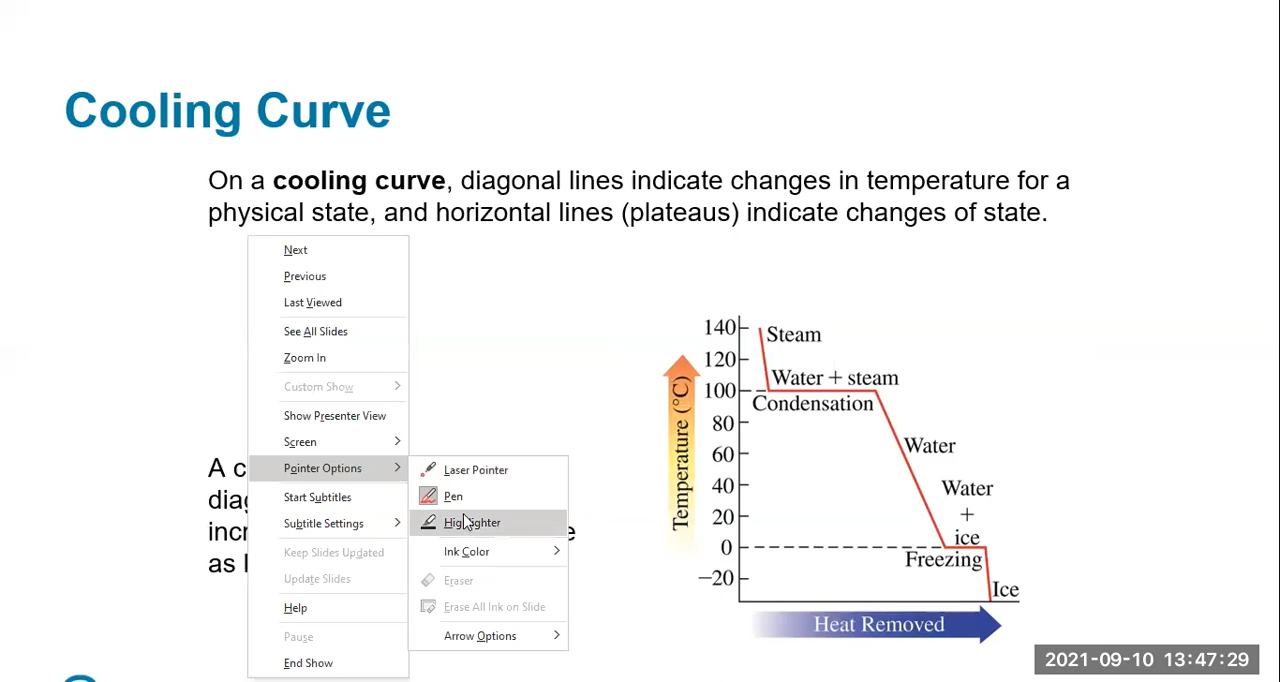 Cooling Curve
On a cooling curve, diagonal lines indicate changes in temperature for a
physical state, and horizontal lines (plateaus) indicate changes of state.
Next
Previous
Last Viewed
See All Slides
Zoom In
Custom Show
Show Presenter View
Screen
Pointer Options
Start Subtitles
Subtitle Settings
Keep Slides Updated
Update Slides
Help
Pause
End Show
Laser Pointer
Pen
Highlighter
Ink Color
Eraser
Erase All Ink on Slide
Arrow Options
A
Temperature (°C)
140
120
100
80
60
40
20
0
−20
Steam
Water + steam
Condensation
Water
Water
+
ice
Freezing
Ice
Heat Removed
2021-09-10 13:47:29